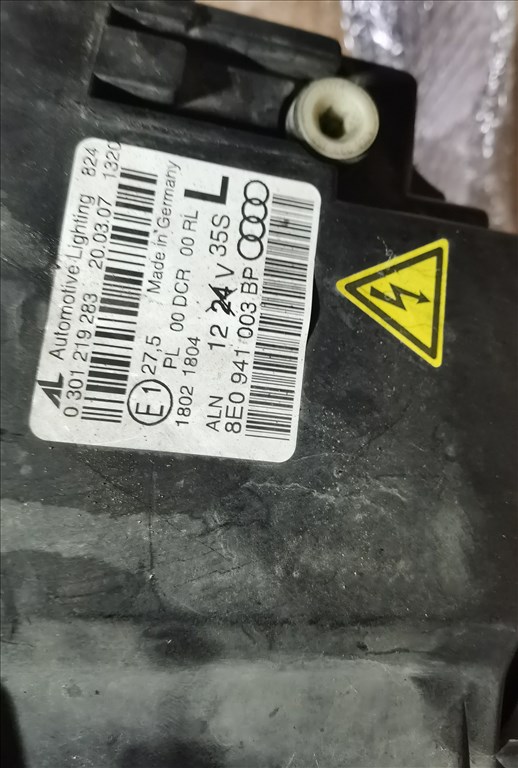 AL Automotive Lighting 824
0 301 219 283 20.03.07 1320
E1 27,5 Made in Germany
PL 00 DCR 00 RL
1802 1804
ALN 12 24 V 35S L
8E0 941 003 BP